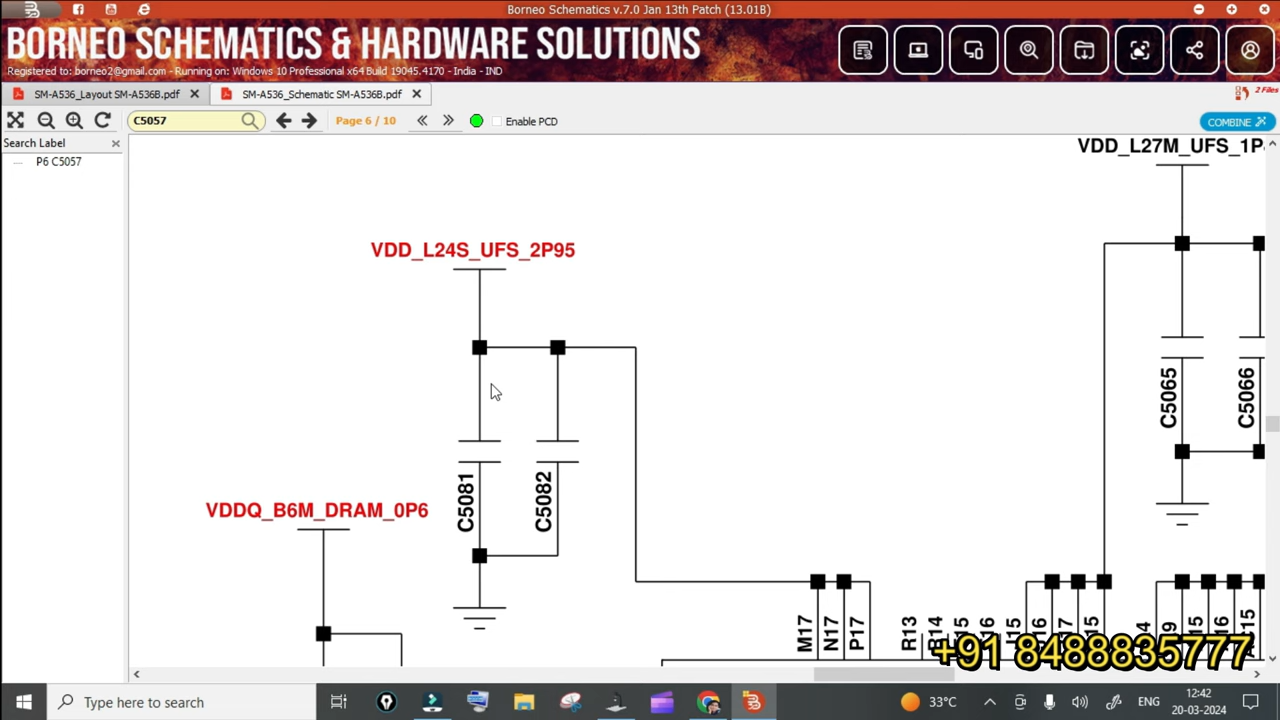 Borneo Schematics v.7.0 Jan 13th Patch (13.01B)
BORNEO SCHEMATICS & HARDWARE SOLUTIONS
Registered to: borneo2@gmail.com - Running on: Windows 10 Professional x64 Build 19045.4170 - India - IND
SM-A536_Layout SM-A536B.pdf
SM-A536_Schematic SM-A536B.pdf
2 Files
C5057
Page 6 / 10
Enable PCD
COMBINE
Search Label
P6 C5057
VDD_L27M_UFS_1P
VDD_L24S_UFS_2P95
C5065
C5066
C5081
C5082
VDDQ_B6M_DRAM_0P6
M17
N17
P17
R13
R14
+91 8488835777
Type here to search
33°C
ENG
12:42
20-03-2024